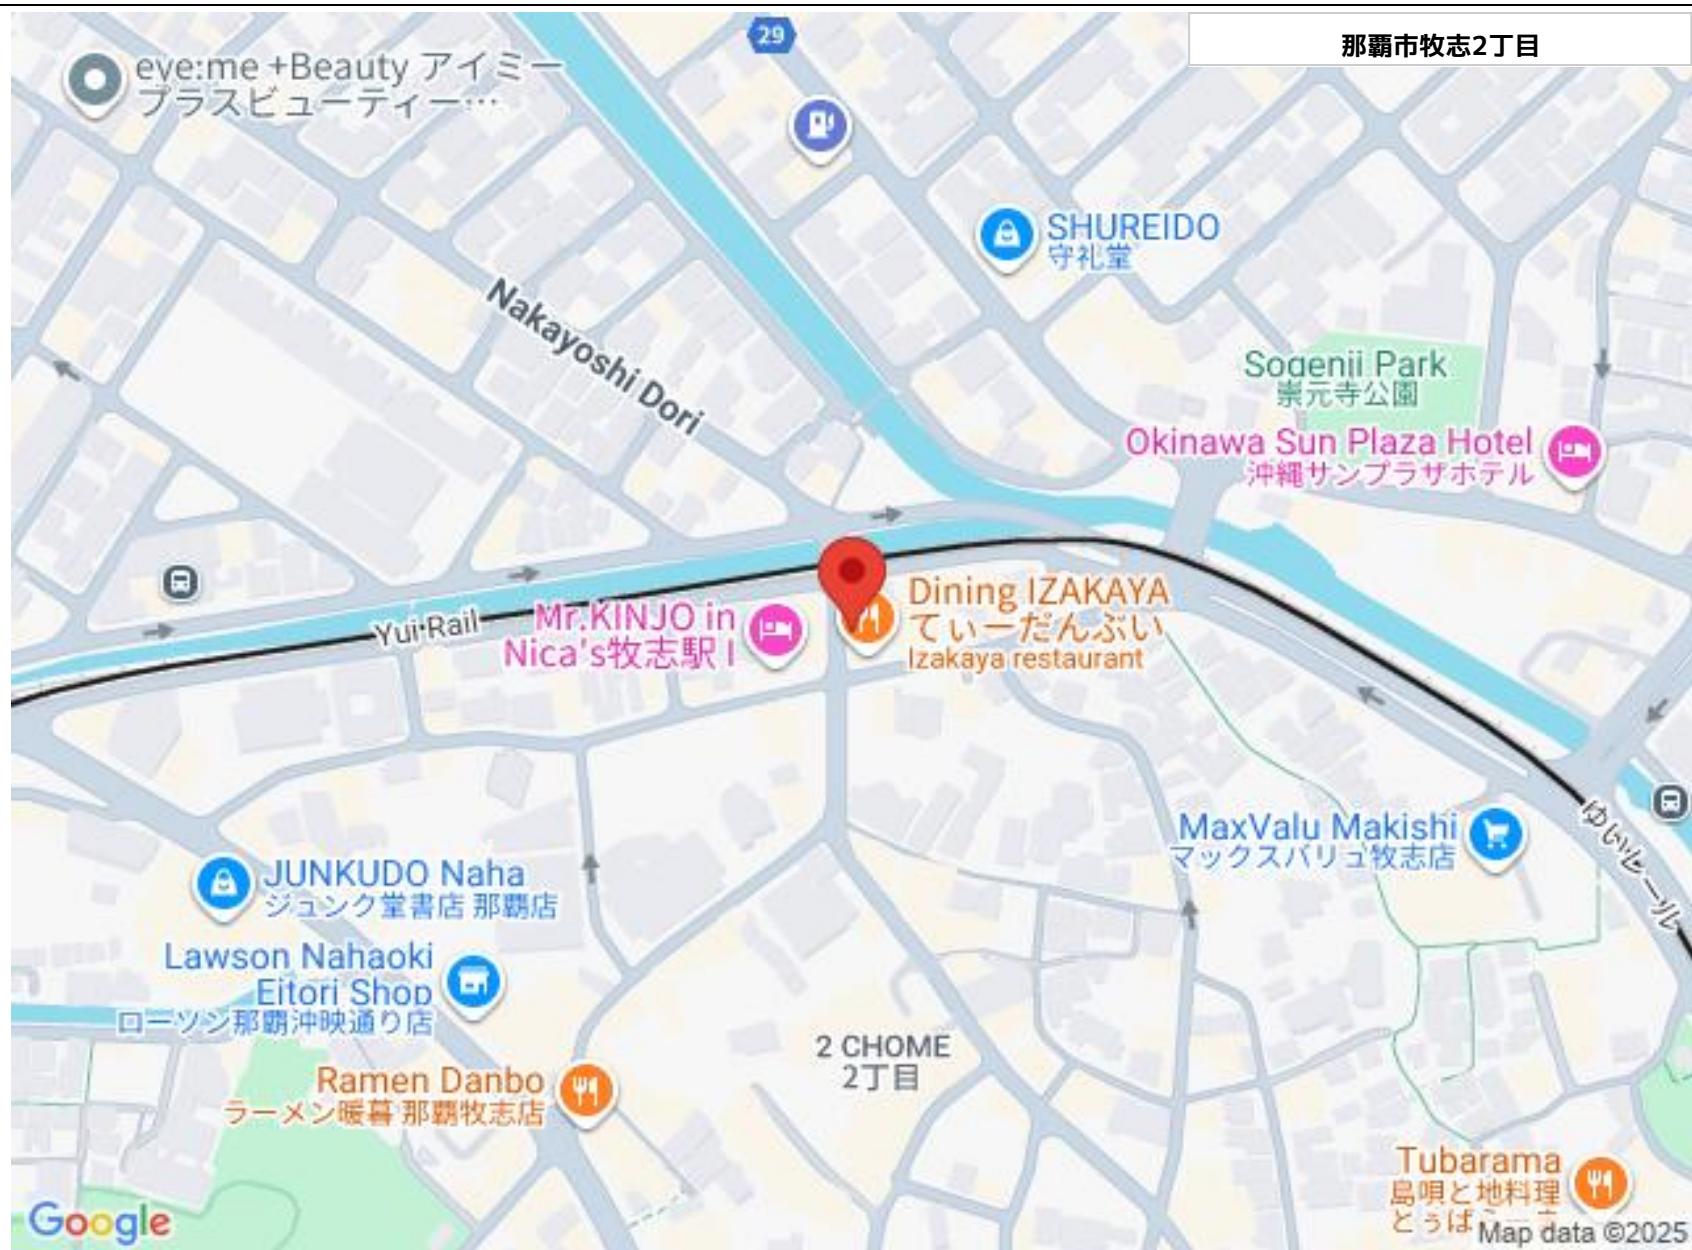 那覇市牧志2丁目
29
eye:me +Beauty アイミー
プラスビューティー…
SHUREIDO
守礼堂
Nakayoshi Dori
Sogenji Park
崇元寺公園
Okinawa Sun Plaza Hotel
沖縄サンプラザホテル
Yui Rail
Mr.KINJO in
Nica's牧志駅 I
Dining IZAKAYA
てぃーだんぶい
Izakaya restaurant
MaxValu Makishi
マックスバリュ牧志店
ゆいレール
JUNKUDO Naha
ジュンク堂書店 那覇店
Lawson Nahaoki
Eitori Shop
ローソン那覇沖映通り店
2 CHOME
2丁目
Ramen Danbo
ラーメン暖暮 那覇牧志店
Tubarama
島唄と地料理
とぅば
Google
Map data ©2025